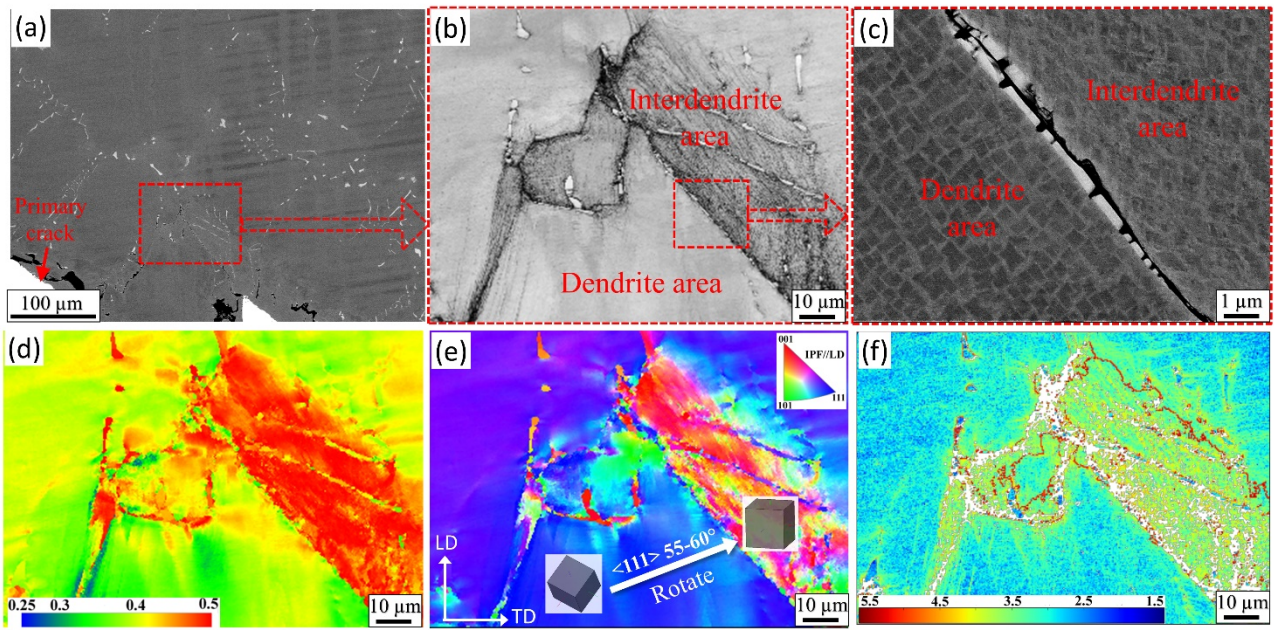 (a)
Primary
crack
100 µm
(b)
Interdendrite
area
Dendrite area
10 µm
(c)
Interdendrite
area
Dendrite
area
1 µm
(d)
0.25 0.3 0.4 0.5
10 µm
(e)
001
IPF//LD
101
111
<111> 55-60°
Rotate
LD
TD
10 µm
(f)
5.5 4.5 3.5 2.5 1.5
10 µm